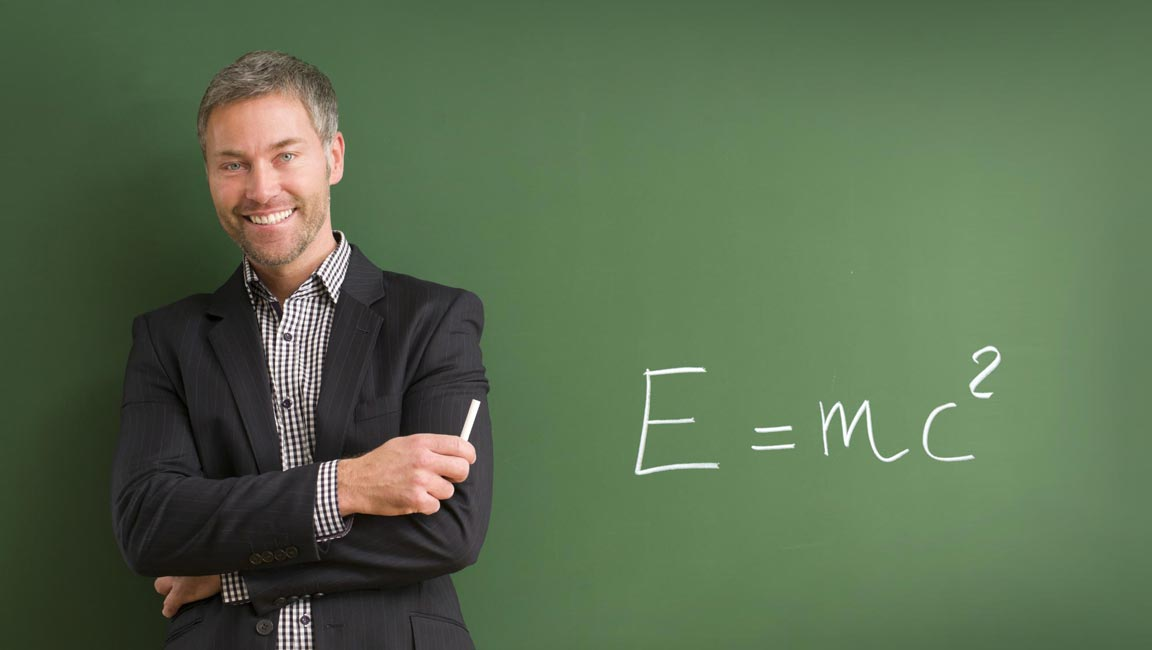 E = mc²